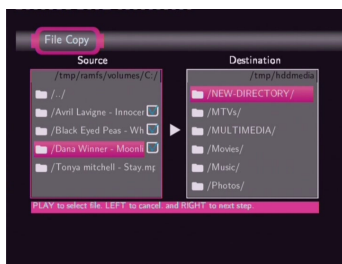 File Copy
Source
/tmp/ramfs/volumes/C:/
/../
/Avril Lavigne - Innocer
/Black Eyed Peas - Wh
/Dana Winner - Moonli
/Tonya mitchell - Stay.mp
Destination
/tmp/hddmedia
/NEW-DIRECTORY/
/MTVs/
/MULTIMEDIA/
/Movies/
/Music/
/Photos/
PLAY to select file. LEFT to cancel. and RIGHT to next step.